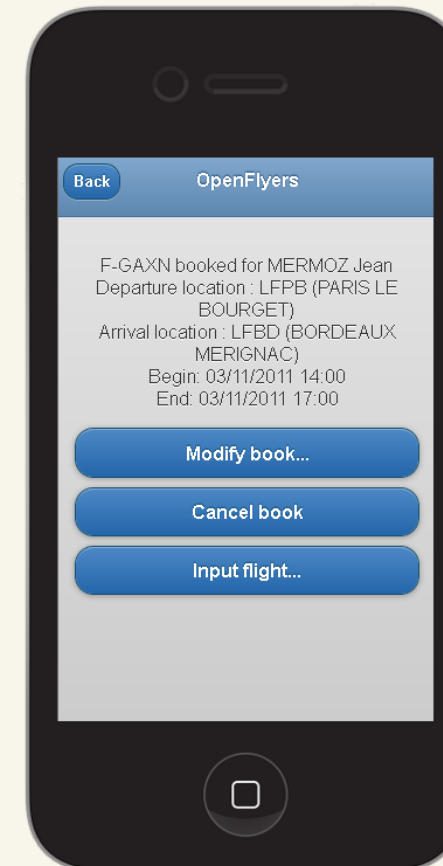 Back
OpenFlyers
F-GAXN booked for MERMOZ Jean
Departure location : LFPB (PARIS LE
BOURGET)
Arrival location : LFBD (BORDEAUX
MERIGNAC)
Begin: 03/11/2011 14:00
End: 03/11/2011 17:00
Modify book...
Cancel book
Input flight...